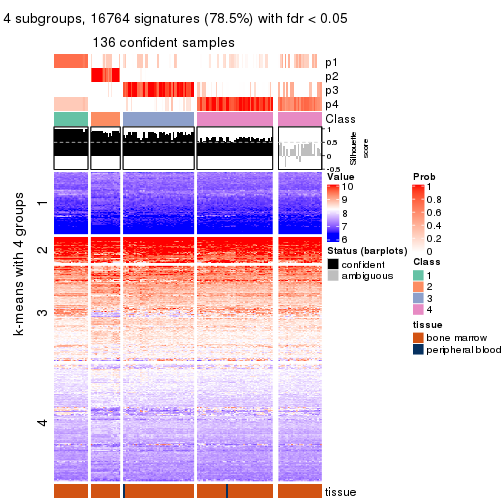 4 subgroups, 16764 signatures (78.5%) with fdr < 0.05
136 confident samples
p1
p2
p3
p4
Class
1
0.5
0
-0.5
Silhouette
score
k-means with 4 groups
1
2
3
4
tissue
Value
10
9
8
7
6
Status (barplots)
confident
ambiguous
Prob
1
0.8
0.6
0.4
0.2
0
Class
1
2
3
4
tissue
bone marrow
peripheral blood